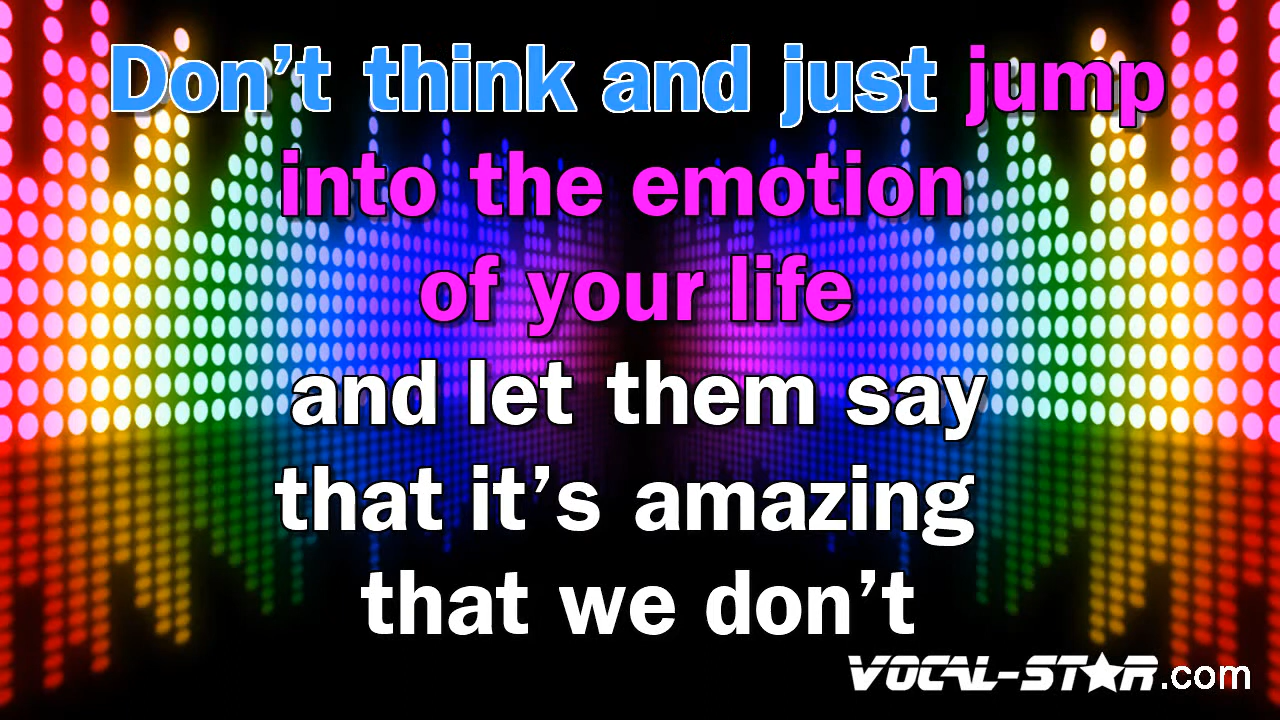 Don’t think and just jump
into the emotion
of your life
and let them say
that it’s amazing
that we don’t
VOCAL-STAR.com